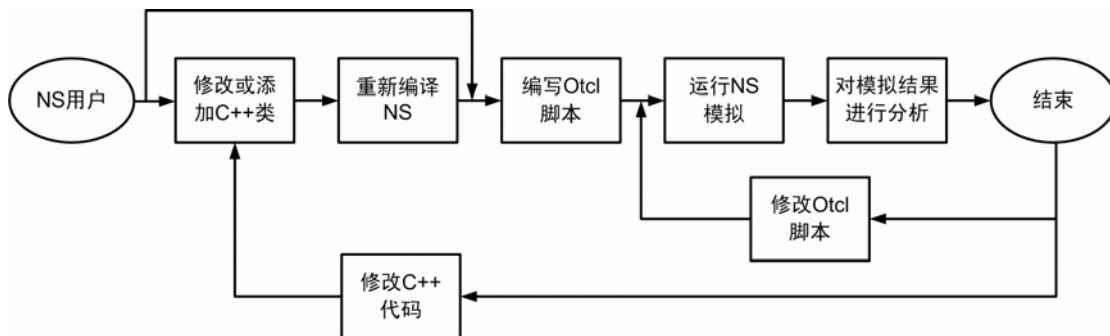 NS用户
修改或添
加C++类
重新编译
NS
编写Otcl
脚本
运行NS
模拟
对模拟结果
进行分析
结束
修改Otcl
脚本
修改C++
代码